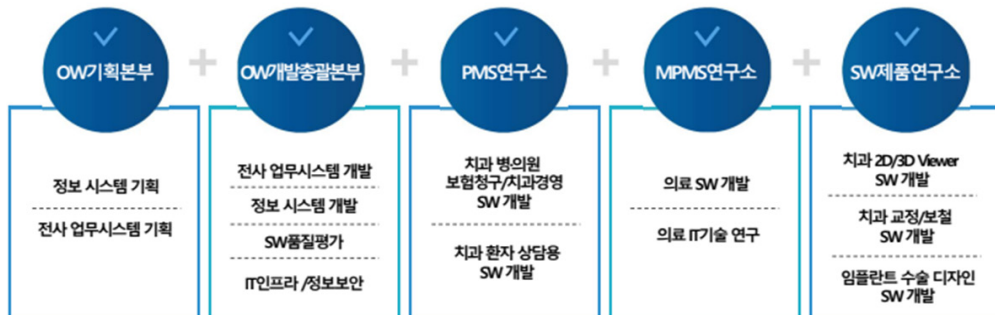 OW기획본부
정보 시스템 기획
전사 업무시스템 기획
OW개발총괄본부
전사 업무시스템 개발
정보 시스템 개발
SW품질평가
IT인프라 /정보보안
PMS연구소
치과 병·의원
보험청구/치과경영
SW 개발
치과 환자 상담용
SW 개발
MPMS연구소
의료 SW 개발
의료 IT기술 연구
SW제품연구소
치과 2D/3D Viewer
SW 개발
치과 교정/보철
SW 개발
임플란트 수술 디자인
SW 개발